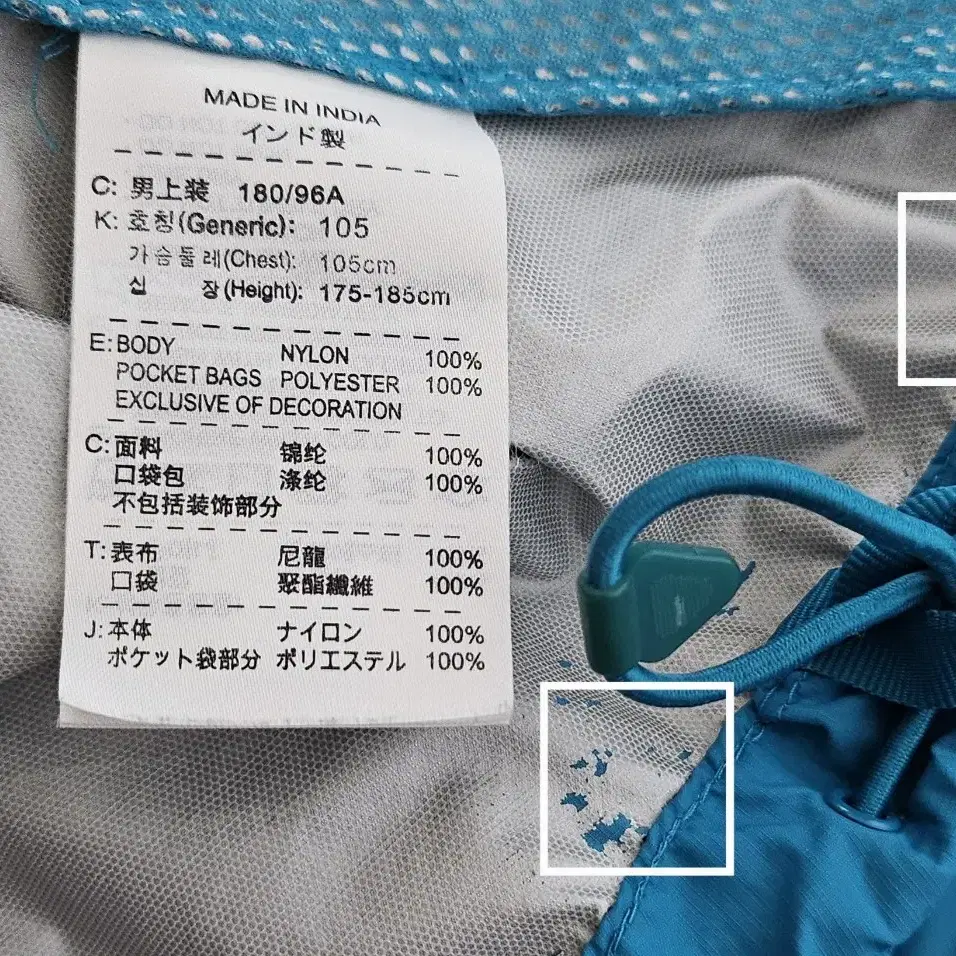 MADE IN INDIA
インド製
C: 男上装 180/96A
K: 호칭(Generic): 105
가슴둘레(Chest): 105cm
신 장(Height): 175-185cm
E: BODY NYLON 100%
POCKET BAGS POLYESTER 100%
EXCLUSIVE OF DECORATION
C: 面料 锦纶 100%
口袋包 涤纶 100%
不包括装饰部分
T: 表布 尼龍 100%
口袋 聚酯纖維 100%
J: 本体 ナイロン 100%
ポケット袋部分 ポリエステル 100%